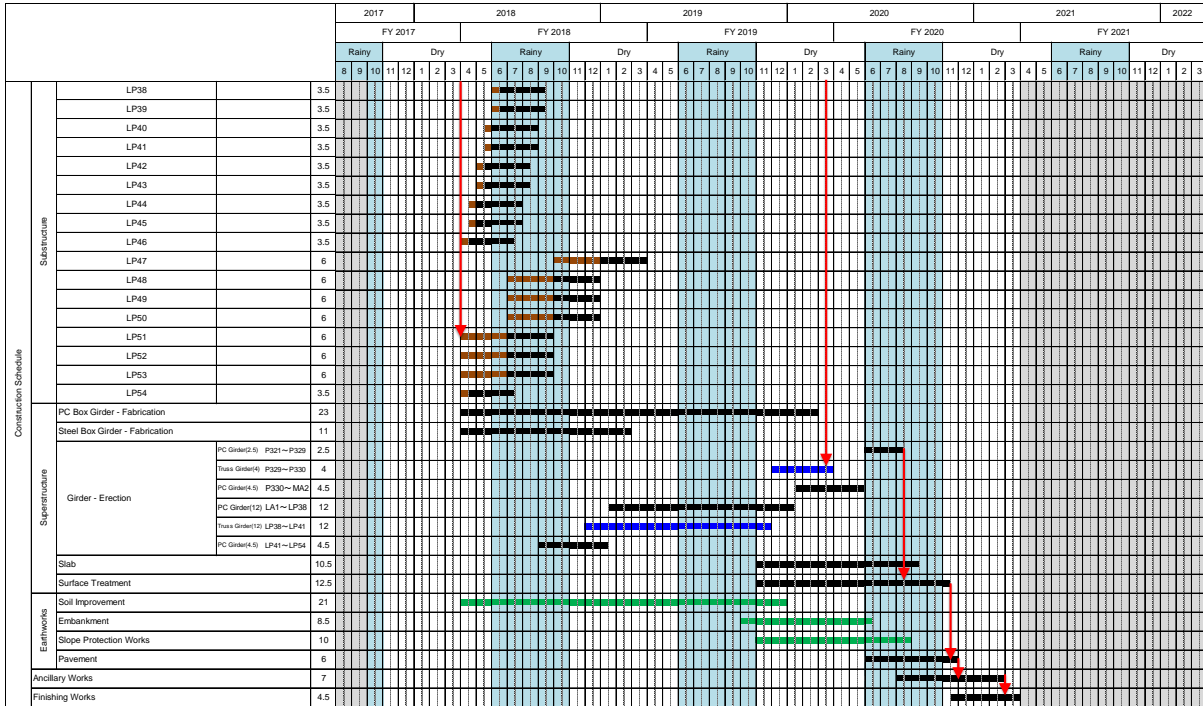 2017 2018 2019 2020 2021 2022
FY 2017 FY 2018 FY 2019 FY 2020 FY 2021
Rainy Dry Rainy Dry Rainy Dry Rainy Dry Rainy Dry
8 9 10 11 12 1 2 3 4 5 6 7 8 9 10 11 12 1 2 3 4 5 6 7 8 9 10 11 12 1 2 3 4 5 6 7 8 9 10 11 12 1 2 3 4 5 6 7 8 9 10 11 12 1 2 3
Construction Schedule
Substructure
LP38 3.5
LP39 3.5
LP40 3.5
LP41 3.5
LP42 3.5
LP43 3.5
LP44 3.5
LP45 3.5
LP46 3.5
LP47 6
LP48 6
LP49 6
LP50 6
LP51 6
LP52 6
LP53 6
LP54 3.5
Superstructure
PC Box Girder - Fabrication 23
Steel Box Girder - Fabrication 11
Girder - Erection
PC Girder(2.5) P321～P329 2.5
Truss Girder(4) P329～P330 4
PC Girder(4.5) P330～MA2 4.5
PC Girder(12) LA1～LP38 12
Truss Girder(12) LP38～LP41 12
PC Girder(4.5) LP41～LP54 4.5
Slab 10.5
Surface Treatment 12.5
Earthworks
Soil Improvement 21
Embankment 8.5
Slope Protection Works 10
Pavement 6
Ancillary Works 7
Finishing Works 4.5